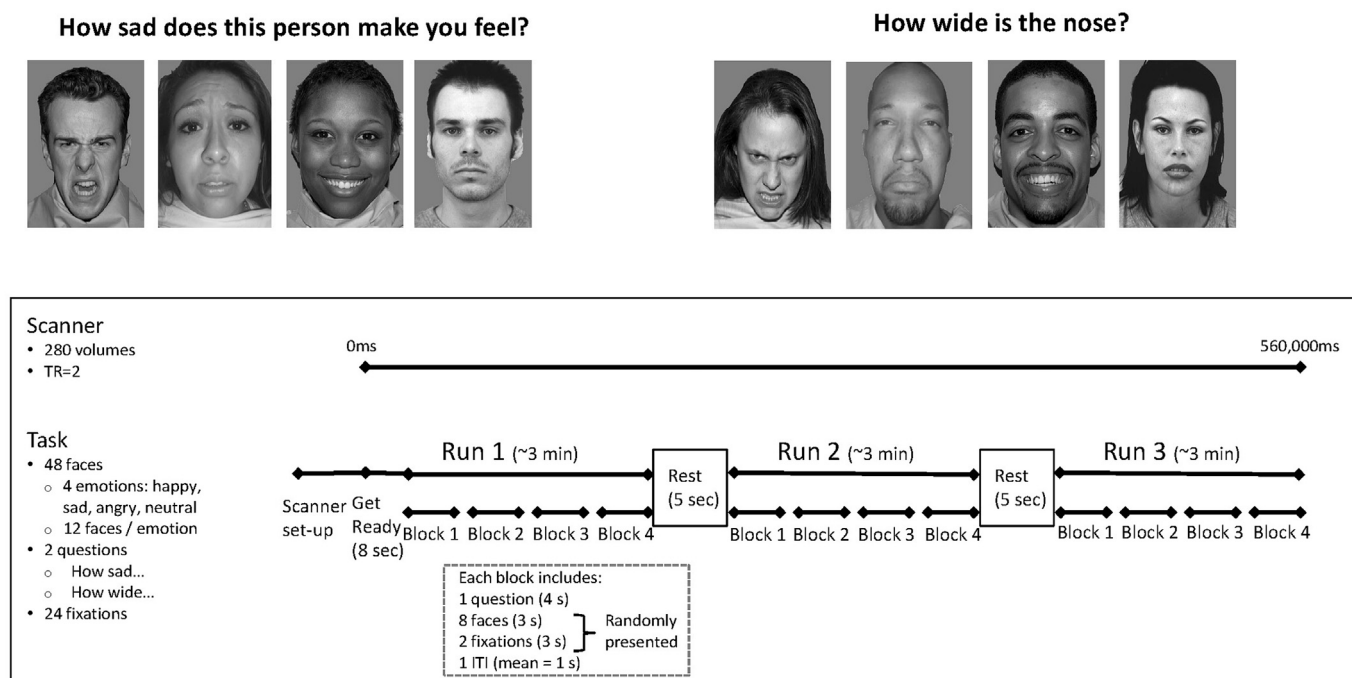 How sad does this person make you feel?
How wide is the nose?
Scanner
• 280 volumes
• TR=2
0ms
560,000ms
Task
• 48 faces
o 4 emotions: happy,
sad, angry, neutral
o 12 faces / emotion
• 2 questions
o How sad...
o How wide...
• 24 fixations
Scanner
set-up
Get
Ready
(8 sec)
Run 1 (~3 min)
Block 1 Block 2 Block 3 Block 4
Rest
(5 sec)
Run 2 (~3 min)
Block 1 Block 2 Block 3 Block 4
Rest
(5 sec)
Run 3 (~3 min)
Block 1 Block 2 Block 3 Block 4
Each block includes:
1 question (4 s)
8 faces (3 s)
2 fixations (3 s)
Randomly
presented
1 ITI (mean = 1 s)